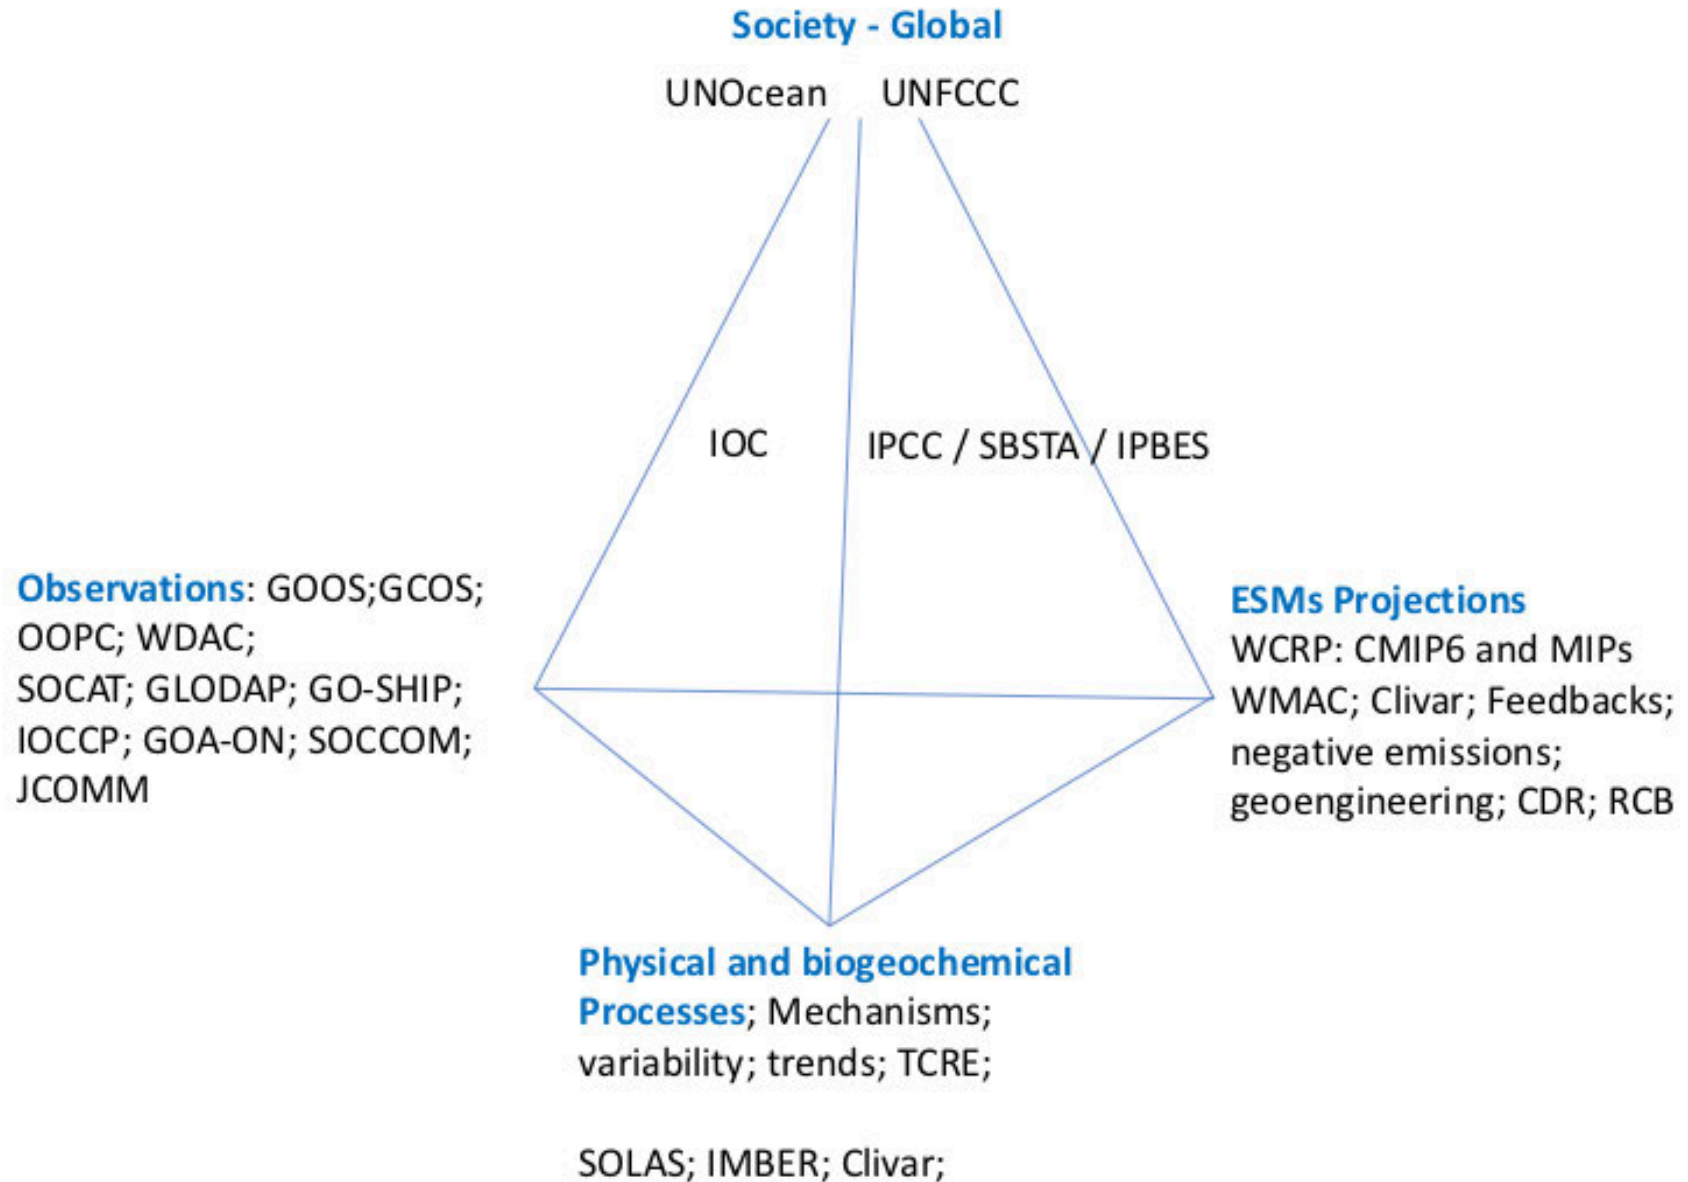 Society - Global
UNOcean UNFCCC
IOC IPCC / SBSTA / IPBES
Observations: GOOS;GCOS;
OOPC; WDAC;
SOCAT; GLODAP; GO-SHIP;
IOCCP; GOA-ON; SOCCOM;
JCOMM
ESMs Projections
WCRP: CMIP6 and MIPs
WMAC; Clivar; Feedbacks;
negative emissions;
geoengineering; CDR; RCB
Physical and biogeochemical
Processes; Mechanisms;
variability; trends; TCRE;
SOLAS; IMBER; Clivar;